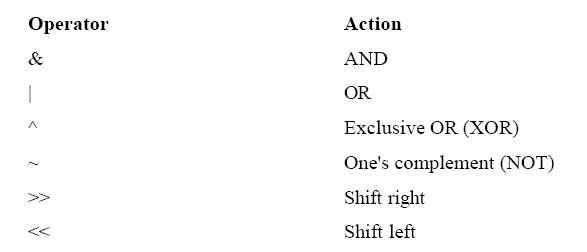 Operator Action
& AND
| OR
^ Exclusive OR (XOR)
~ One's complement (NOT)
>> Shift right
<< Shift left